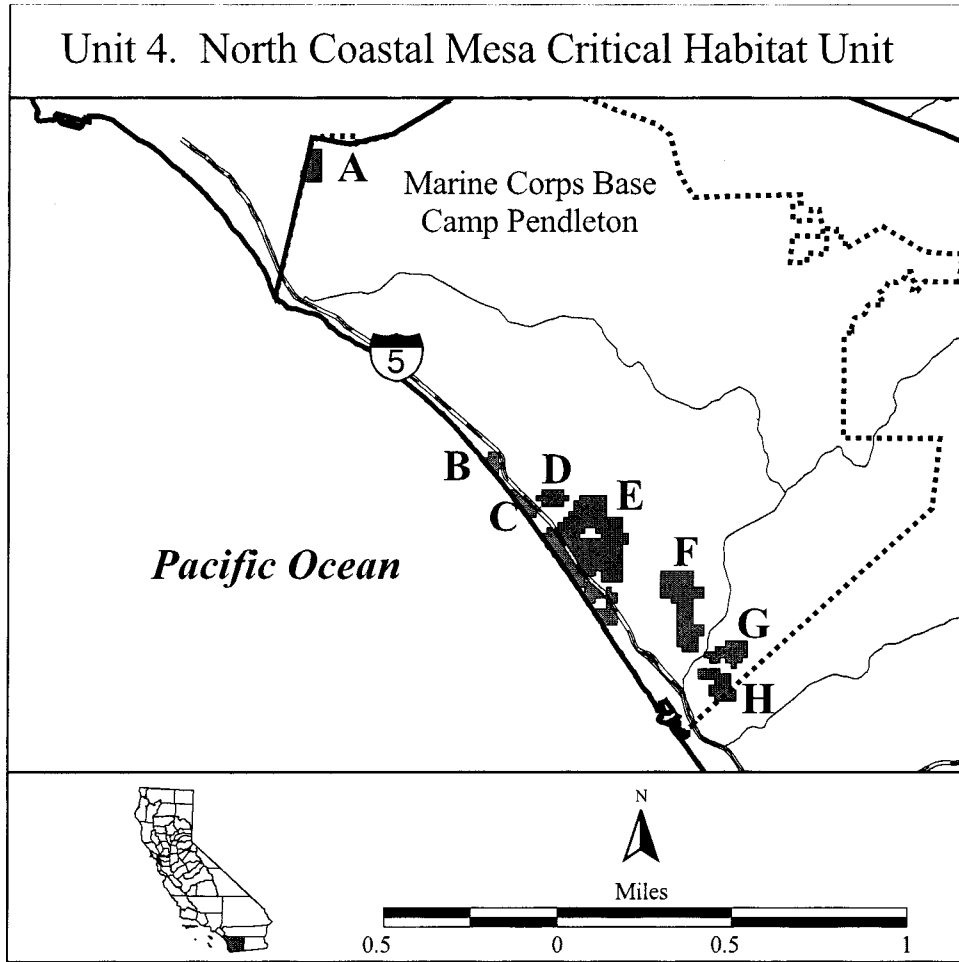 Unit 4. North Coastal Mesa Critical Habitat Unit
A
Marine Corps Base
Camp Pendleton
5
B
D
E
C
Pacific Ocean
F
G
H
N
Miles
0.5 0 0.5 1